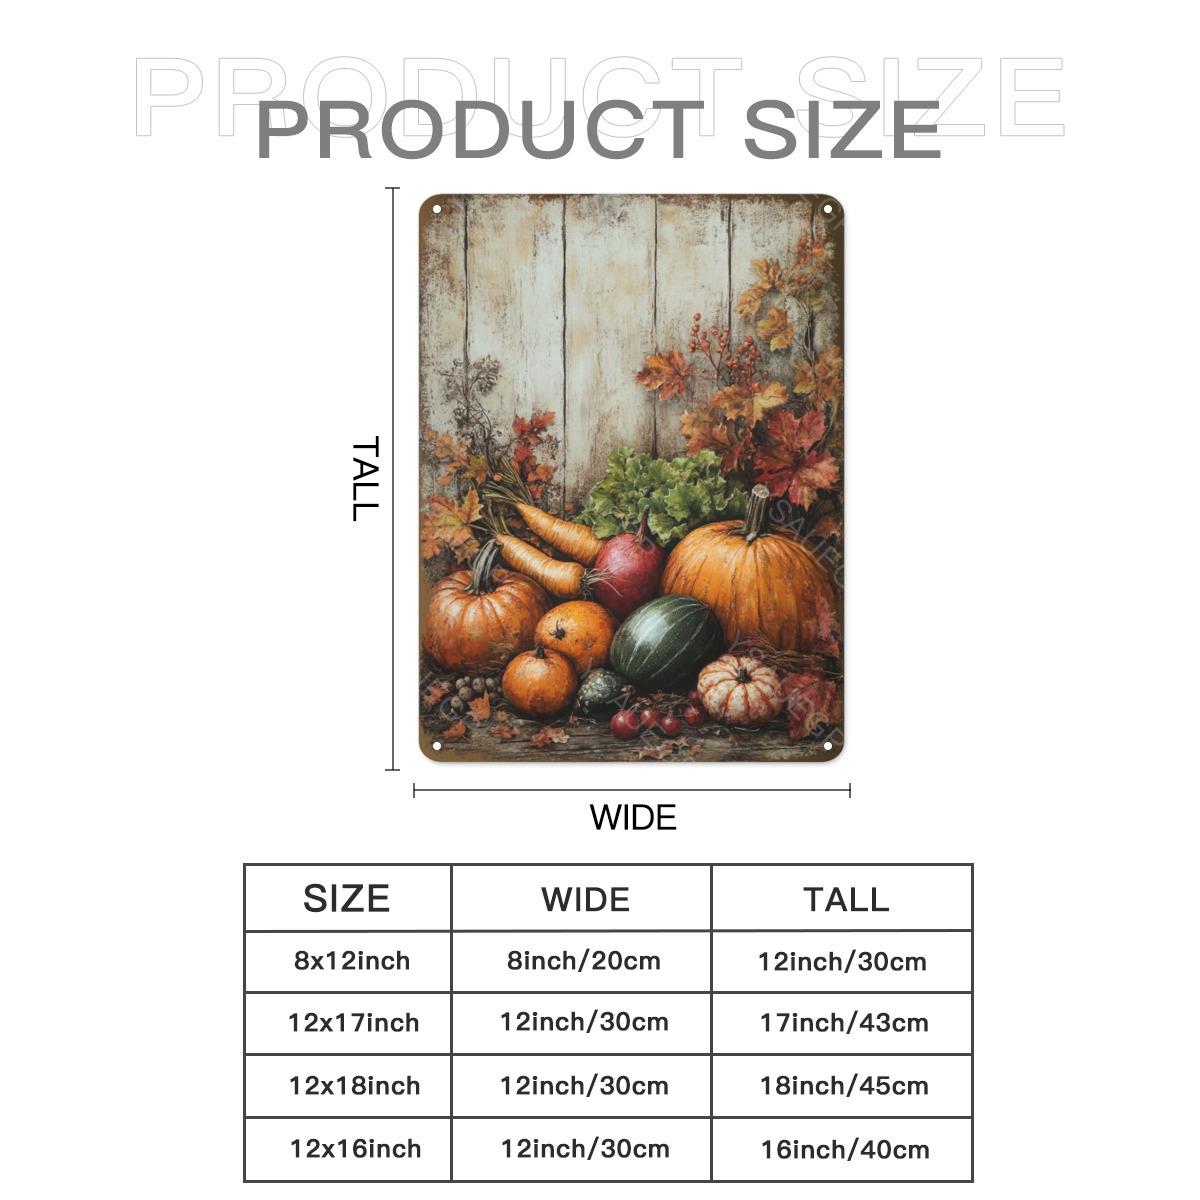 PRODUCT SIZE
PRODUCT SIZE
TALL
WIDE
SIZE WIDE TALL
8x12inch 8inch/20cm 12inch/30cm
12x17inch 12inch/30cm 17inch/43cm
12x18inch 12inch/30cm 18inch/45cm
12x16inch 12inch/30cm 16inch/40cm